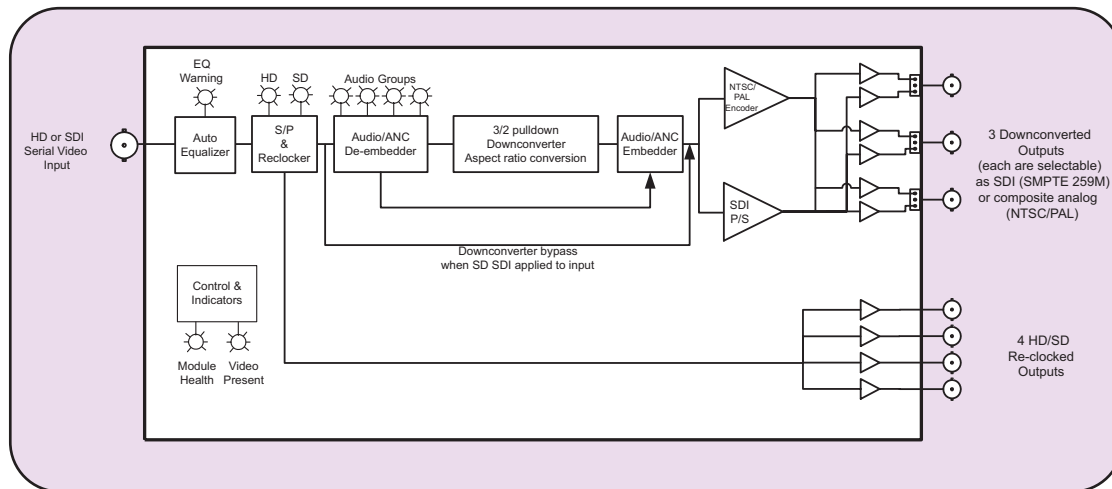 EQ
Warning
HD
SD
Audio Groups
HD or SDI
Serial Video
Input
Auto
Equalizer
S/P
&
Reclocker
Audio/ANC
De-embedder
3/2 pulldown
Downconverter
Aspect ratio conversion
Audio/ANC
Embedder
NTSC/
PAL
Encoder
SDI
P/S
3 Downconverted
Outputs
(each are selectable)
as SDI (SMPTE 259M)
or composite analog
(NTSC/PAL)
Downconverter bypass
when SD SDI applied to input
Control &
Indicators
Module
Health
Video
Present
4 HD/SD
Re-clocked
Outputs